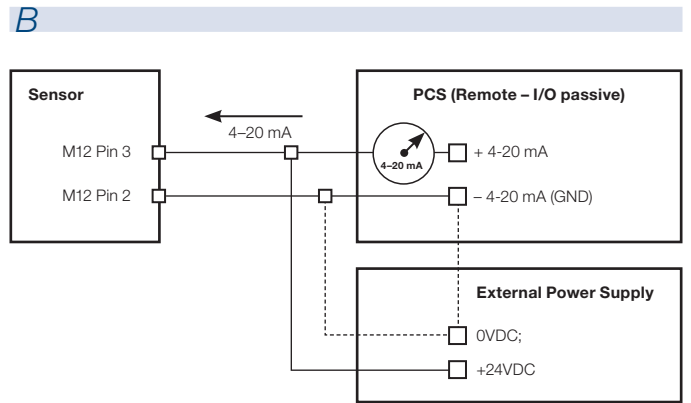 B
Sensor
PCS (Remote – I/O passive)
4–20 mA
M12 Pin 3
4–20 mA
+ 4-20 mA
M12 Pin 2
– 4-20 mA (GND)
External Power Supply
0VDC;
+24VDC